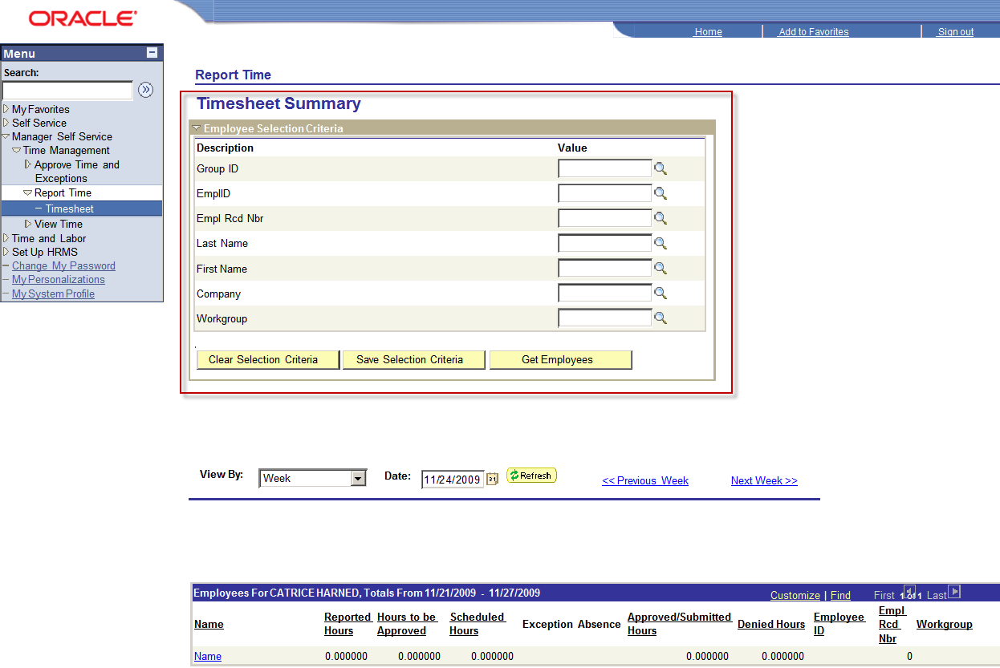 ORACLE
Home
Add to Favorites
Sign out
Menu
Search:
My Favorites
Self Service
Manager Self Service
Time Management
Approve Time and
Exceptions
Report Time
Timesheet
View Time
Time and Labor
Set Up HRMS
Change My Password
My Personalizations
My System Profile
Report Time
Timesheet Summary
Employee Selection Criteria
Description Value
Group ID
EmplID
Empl Rcd Nbr
Last Name
First Name
Company
Workgroup
.
Clear Selection Criteria Save Selection Criteria Get Employees
View By: Week Date: 11/24/2009 31 Refresh << Previous Week Next Week >>
Employees For CATRICE HARNED, Totals From 11/21/2009 - 11/27/2009 Customize | Find First 1 of 1 Last
Name
Reported
Hours
Hours to be
Approved
Scheduled
Hours
Exception
Absence
Approved/Submitted
Hours
Denied Hours
Employee
ID
Empl
Rcd
Nbr
Workgroup
Name 0.000000 0.000000 0.000000 0.000000 0.000000 0